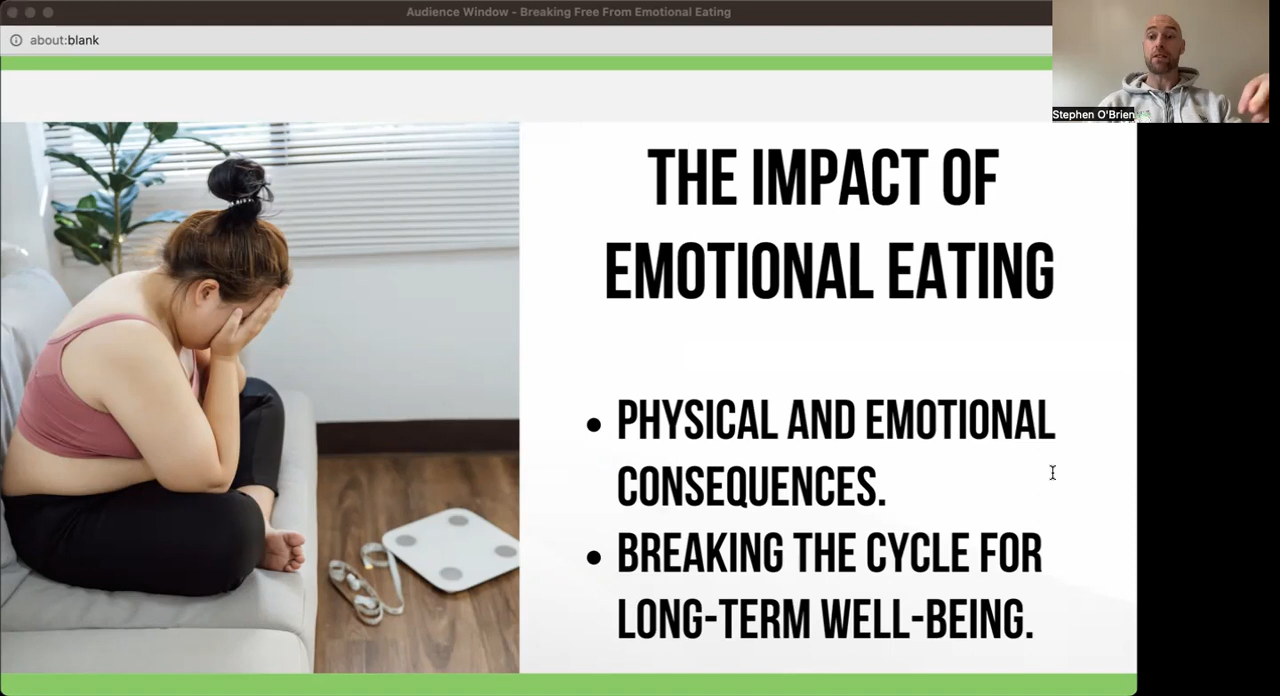 Audience Window - Breaking Free From Emotional Eating
about:blank
Stephen O'Brien
THE IMPACT OF
EMOTIONAL EATING
• PHYSICAL AND EMOTIONAL
CONSEQUENCES.
• BREAKING THE CYCLE FOR
LONG-TERM WELL-BEING.